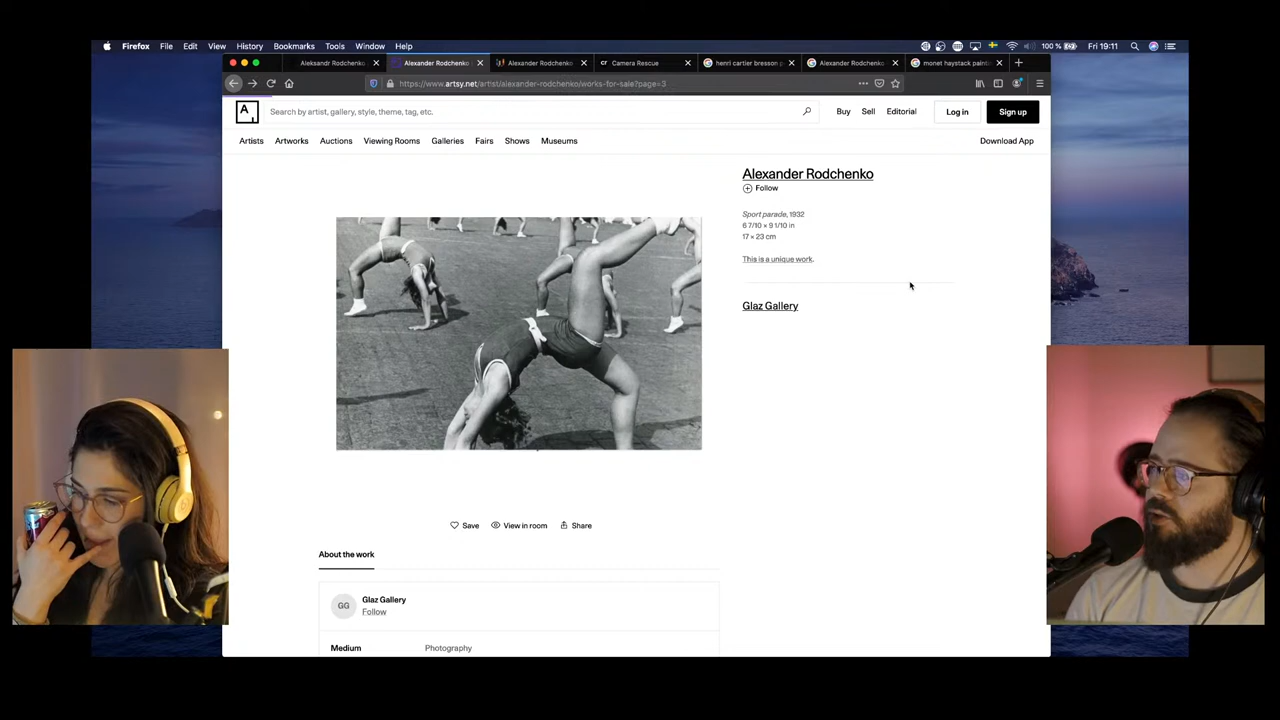 Firefox File Edit View History Bookmarks Tools Window Help 100 % Fri 19:11
Aleksandr Rodchenko Alexander Rodchenko Alexander Rodchenko Camera Rescue henri cartier bresson p Alexander Rodchenko monet haystack paintin
https://www.artsy.net/artist/alexander-rodchenko/works-for-sale?page=3
A
Search by artist, gallery, style, theme, tag, etc. Buy Sell Editorial Log in Sign up
Artists Artworks Auctions Viewing Rooms Galleries Fairs Shows Museums Download App
Alexander Rodchenko
Follow
Sport parade, 1932
6 7/10 × 9 1/10 in
17 × 23 cm
This is a unique work.
Glaz Gallery
Save View in room Share
About the work
GG Glaz Gallery
Follow
Medium Photography